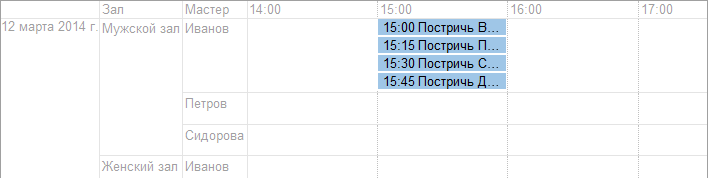 Зал Мастер 14:00 15:00 16:00 17:00
12 марта 2014 г. Мужской зал Иванов 15:00 Постричь В...
15:15 Постричь П...
15:30 Постричь С...
15:45 Постричь Д...
Петров
Сидорова
Женский зал Иванов